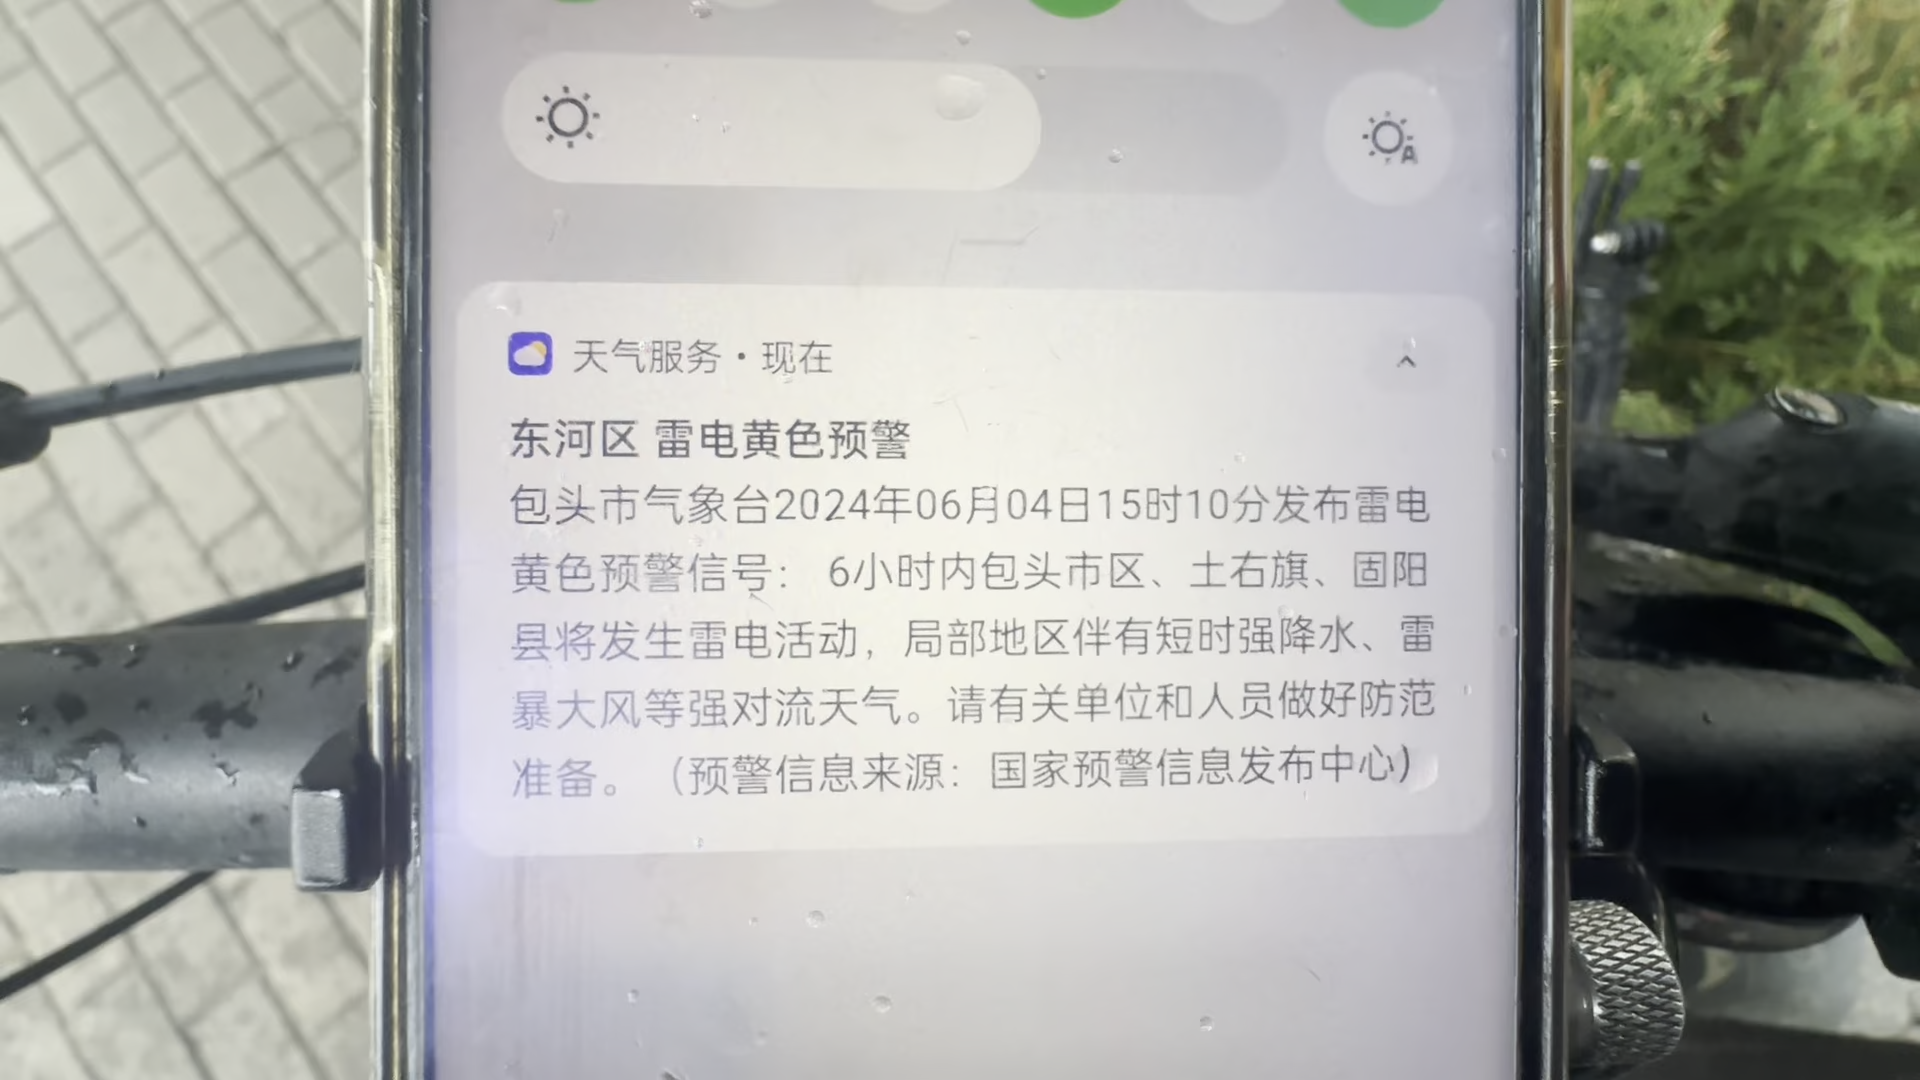 天气服务·现在
东河区 雷电黄色预警
包头市气象台2024年06月04日15时10分发布雷电
黄色预警信号： 6小时内包头市区、土右旗、固阳
县将发生雷电活动，局部地区伴有短时强降水、雷
暴大风等强对流天气。请有关单位和人员做好防范
准备。（预警信息来源：国家预警信息发布中心）